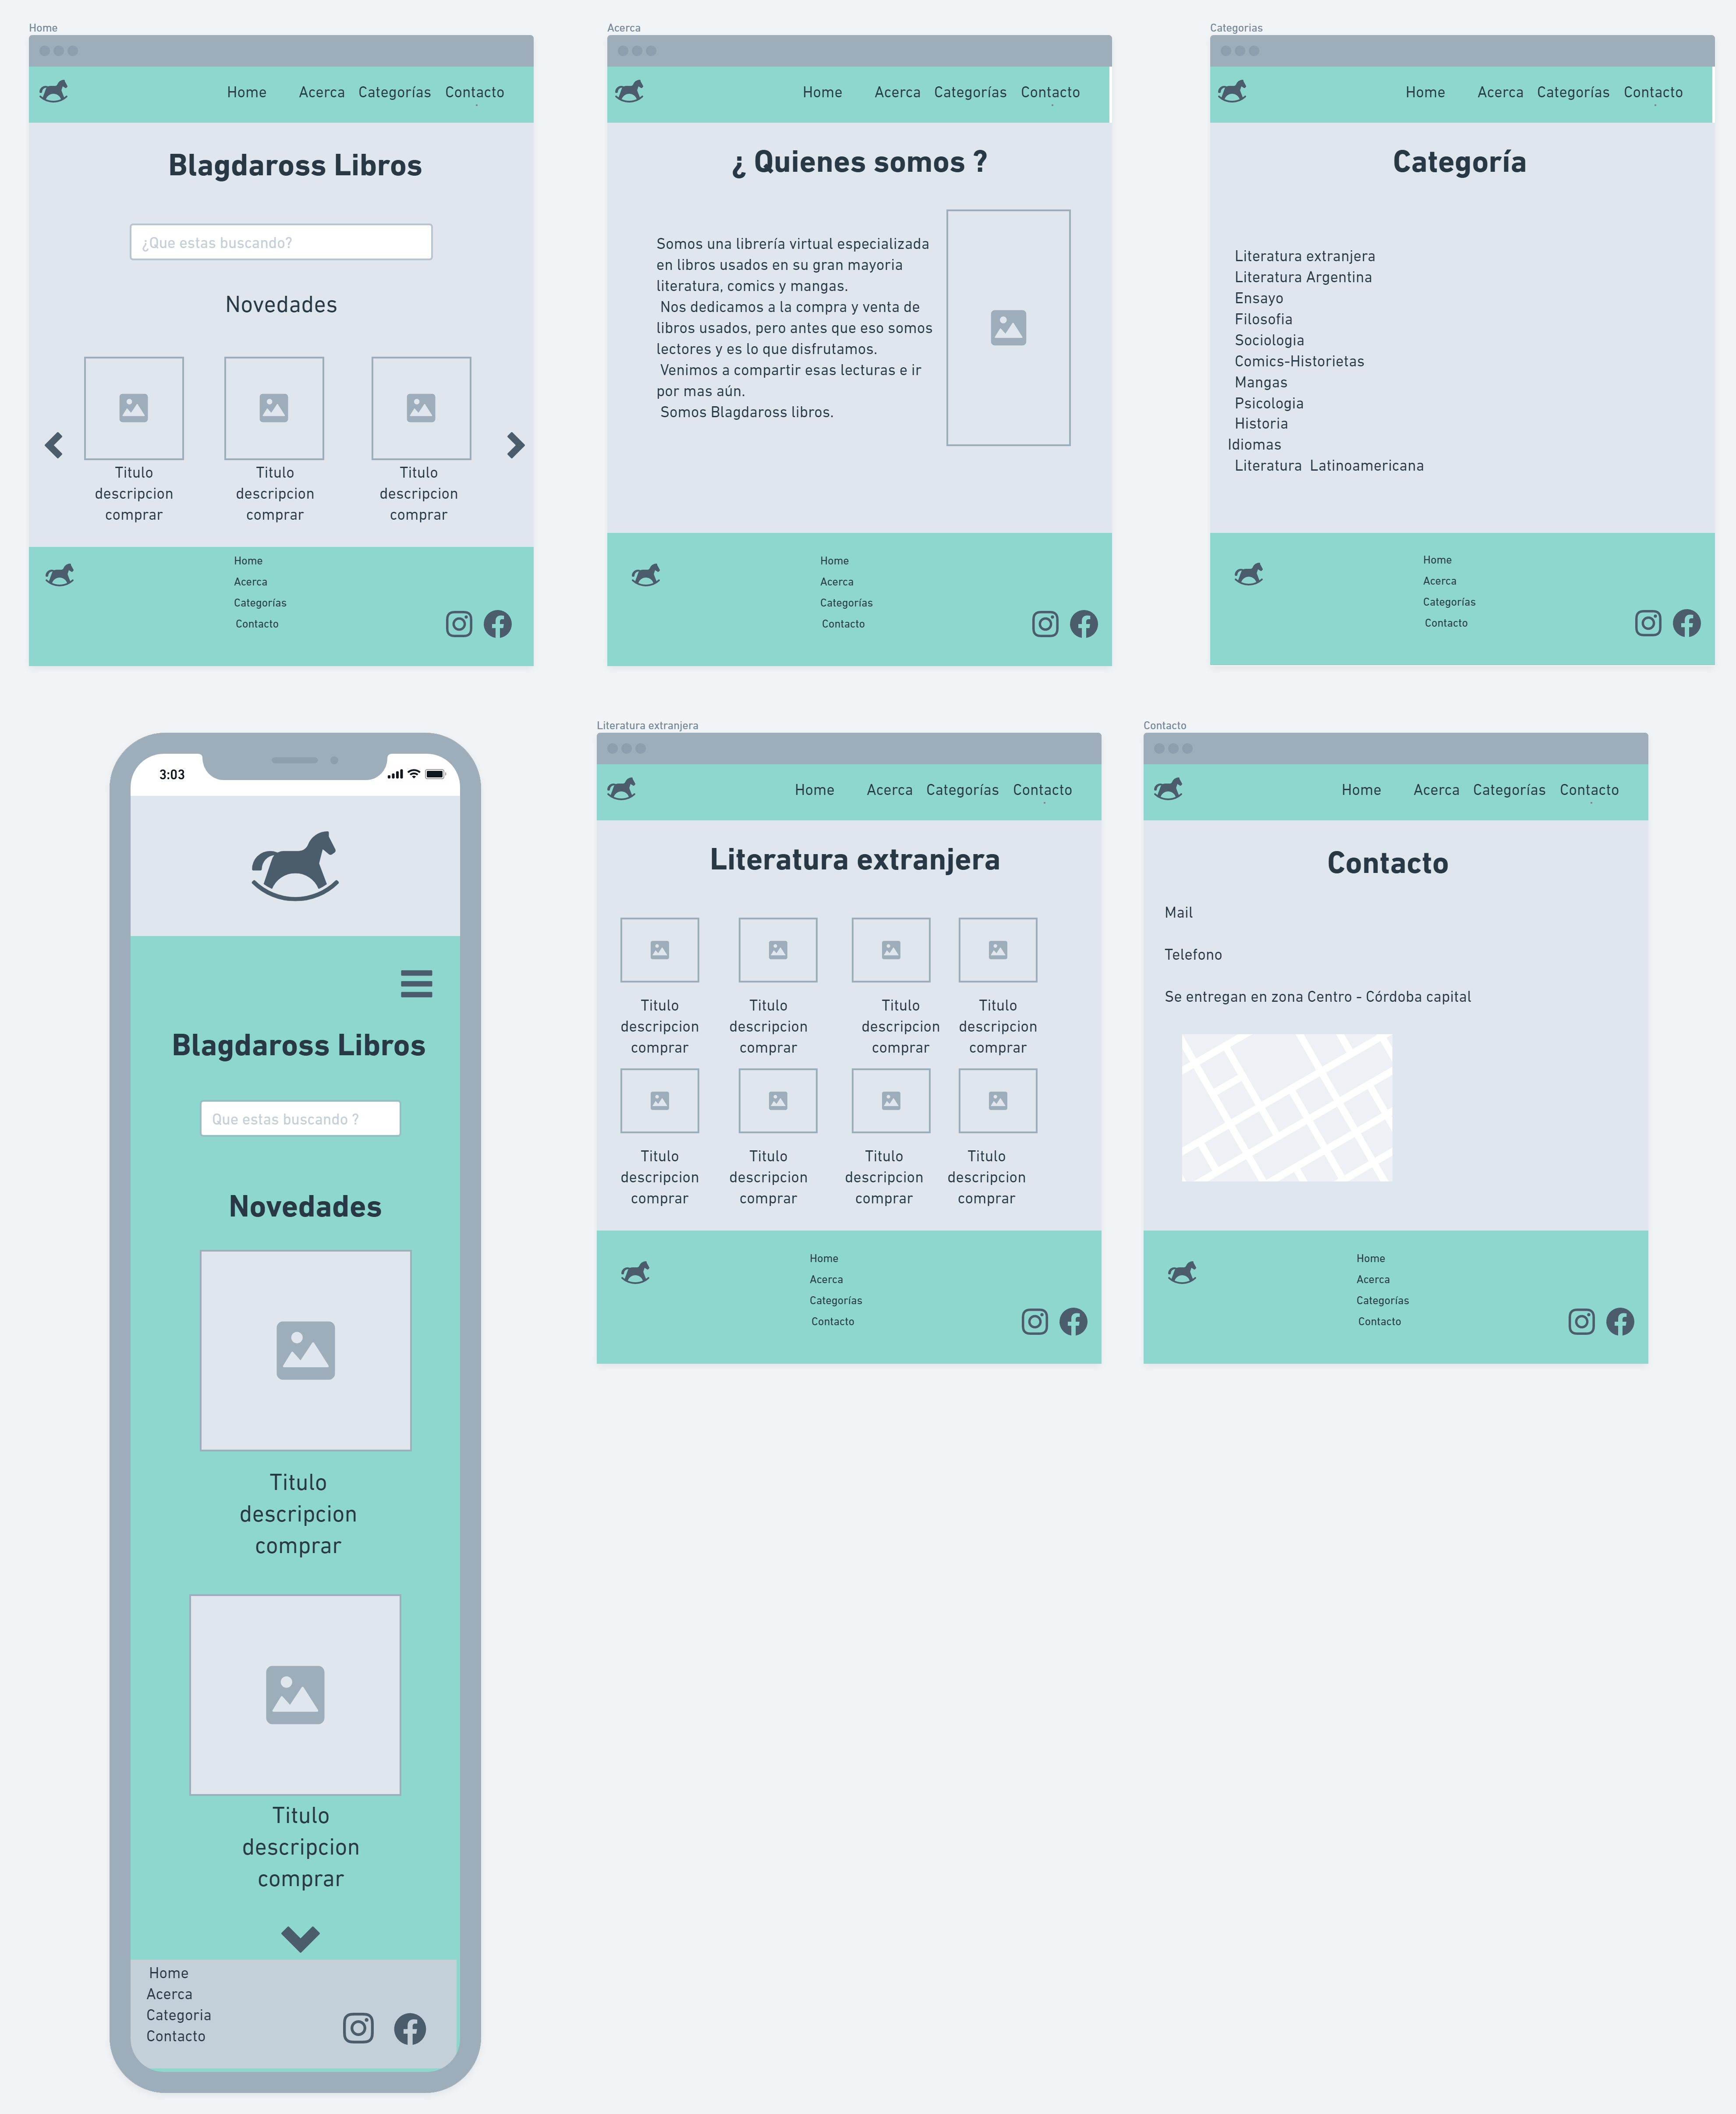 Home
Home Acerca Categorías Contacto
Blagdaross Libros
¿Que estas buscando?
Novedades
Titulo
descripcion
comprar
Titulo
descripcion
comprar
Titulo
descripcion
comprar
Home
Acerca
Categorías
Contacto
Acerca
Home Acerca Categorías Contacto
¿ Quienes somos ?
Somos una librería virtual especializada
en libros usados en su gran mayoria
literatura, comics y mangas.
Nos dedicamos a la compra y venta de
libros usados, pero antes que eso somos
lectores y es lo que disfrutamos.
Venimos a compartir esas lecturas e ir
por mas aún.
Somos Blagdaross libros.
Home
Acerca
Categorías
Contacto
Categorias
Home Acerca Categorías Contacto
Categoría
Literatura extranjera
Literatura Argentina
Ensayo
Filosofia
Sociologia
Comics-Historietas
Mangas
Psicologia
Historia
Idiomas
Literatura Latinoamericana
Home
Acerca
Categorías
Contacto
3:03
Blagdaross Libros
Que estas buscando ?
Novedades
Titulo
descripcion
comprar
Titulo
descripcion
comprar
Home
Acerca
Categoria
Contacto
Literatura extranjera
Home Acerca Categorías Contacto
Literatura extranjera
Titulo
descripcion
comprar
Titulo
descripcion
comprar
Titulo
descripcion
comprar
Titulo
descripcion
comprar
Titulo
descripcion
comprar
Titulo
descripcion
comprar
Titulo
descripcion
comprar
Titulo
descripcion
comprar
Home
Acerca
Categorías
Contacto
Contacto
Home Acerca Categorías Contacto
Contacto
Mail
Telefono
Se entregan en zona Centro - Córdoba capital
Home
Acerca
Categorías
Contacto